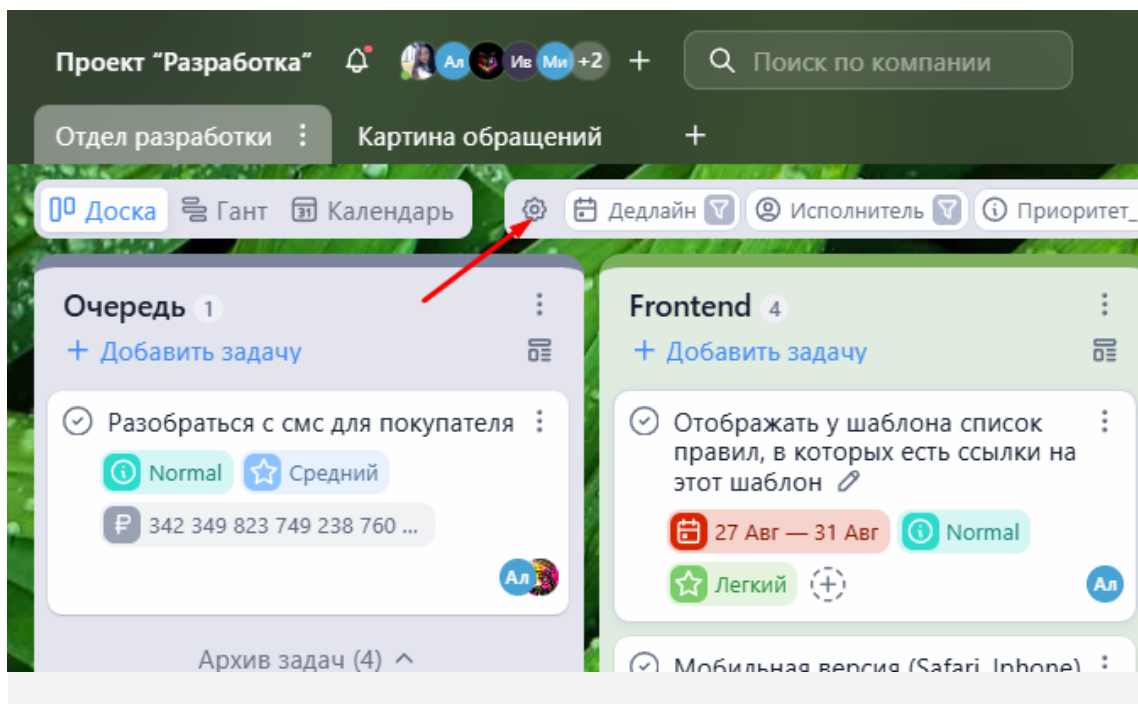 Проект “Разработка” Ал Ив Ми +2 + Поиск по компании
Отдел разработки Картина обращений +
Доска Гант 31 Календарь Дедлайн Исполнитель Приоритет_
Очередь 1
+ Добавить задачу
Разобраться с смс для покупателя
Normal Средний
₽ 342 349 823 749 238 760 ...
Ал
Архив задач (4)
Frontend 4
+ Добавить задачу
Отображать у шаблона список
правил, в которых есть ссылки на
этот шаблон
27 Авг — 31 Авг Normal
Легкий Ал
Мобильная версия (Safari, Iphone)